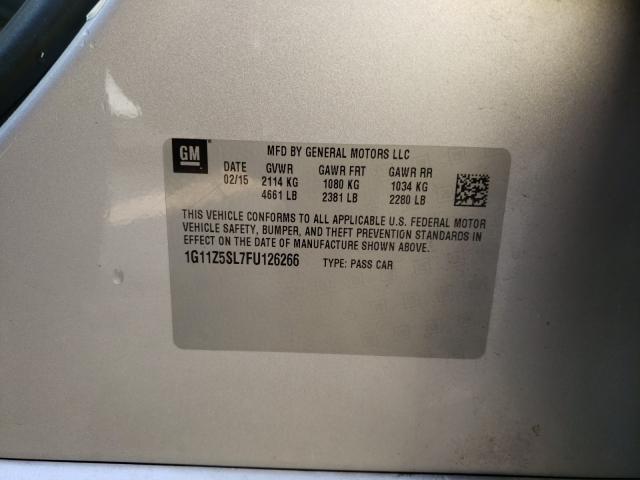 GM
MFD BY GENERAL MOTORS LLC
DATE GVWR GAWR FRT GAWR RR
02/15 2114 KG 1080 KG 1034 KG
4661 LB 2381 LB 2280 LB
THIS VEHICLE CONFORMS TO ALL APPLICABLE U.S. FEDERAL MOTOR
VEHICLE SAFETY, BUMPER, AND THEFT PREVENTION STANDARDS IN
EFFECT ON THE DATE OF MANUFACTURE SHOWN ABOVE.
1G11Z5SL7FU126266 TYPE: PASS CAR